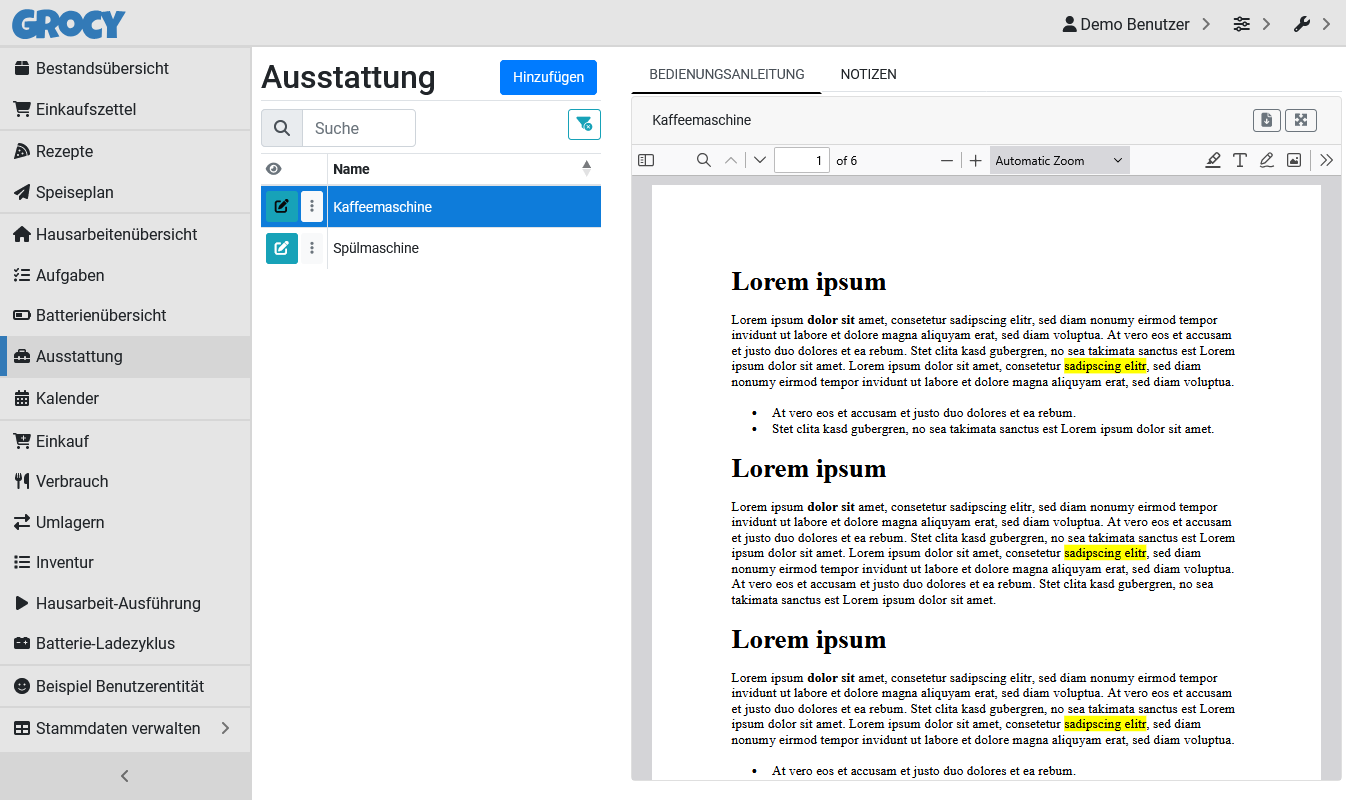 GROCY
Demo Benutzer
Bestandsübersicht
Einkaufszettel
Rezepte
Speiseplan
Hausarbeitenübersicht
Aufgaben
Batterienübersicht
Ausstattung
Kalender
Einkauf
Verbrauch
Umlagern
Inventur
Hausarbeit-Ausführung
Batterie-Ladezyklus
Beispiel Benutzerentität
Stammdaten verwalten
Ausstattung
Hinzufügen
Suche
Name
Kaffeemaschine
Spülmaschine
BEDIENUNGSANLEITUNG NOTIZEN
Kaffeemaschine
1 of 6 Automatic Zoom
Lorem ipsum
Lorem ipsum dolor sit amet, consetetur sadipscing elitr, sed diam nonumy eirmod tempor
invidunt ut labore et dolore magna aliquyam erat, sed diam voluptua. At vero eos et accusam
et justo duo dolores et ea rebum. Stet clita kasd gubergren, no sea takimata sanctus est Lorem
ipsum dolor sit amet. Lorem ipsum dolor sit amet, consetetur sadipscing elitr, sed diam
nonumy eirmod tempor invidunt ut labore et dolore magna aliquyam erat, sed diam voluptua.
• At vero eos et accusam et justo duo dolores et ea rebum.
• Stet clita kasd gubergren, no sea takimata sanctus est Lorem ipsum dolor sit amet.
Lorem ipsum
Lorem ipsum dolor sit amet, consetetur sadipscing elitr, sed diam nonumy eirmod tempor
invidunt ut labore et dolore magna aliquyam erat, sed diam voluptua. At vero eos et accusam
et justo duo dolores et ea rebum. Stet clita kasd gubergren, no sea takimata sanctus est Lorem
ipsum dolor sit amet. Lorem ipsum dolor sit amet, consetetur sadipscing elitr, sed diam
nonumy eirmod tempor invidunt ut labore et dolore magna aliquyam erat, sed diam voluptua.
At vero eos et accusam et justo duo dolores et ea rebum. Stet clita kasd gubergren, no sea
takimata sanctus est Lorem ipsum dolor sit amet.
Lorem ipsum
Lorem ipsum dolor sit amet, consetetur sadipscing elitr, sed diam nonumy eirmod tempor
invidunt ut labore et dolore magna aliquyam erat, sed diam voluptua. At vero eos et accusam
et justo duo dolores et ea rebum. Stet clita kasd gubergren, no sea takimata sanctus est Lorem
ipsum dolor sit amet. Lorem ipsum dolor sit amet, consetetur sadipscing elitr, sed diam
nonumy eirmod tempor invidunt ut labore et dolore magna aliquyam erat, sed diam voluptua.
• At vero eos et accusam et justo duo dolores et ea rebum.